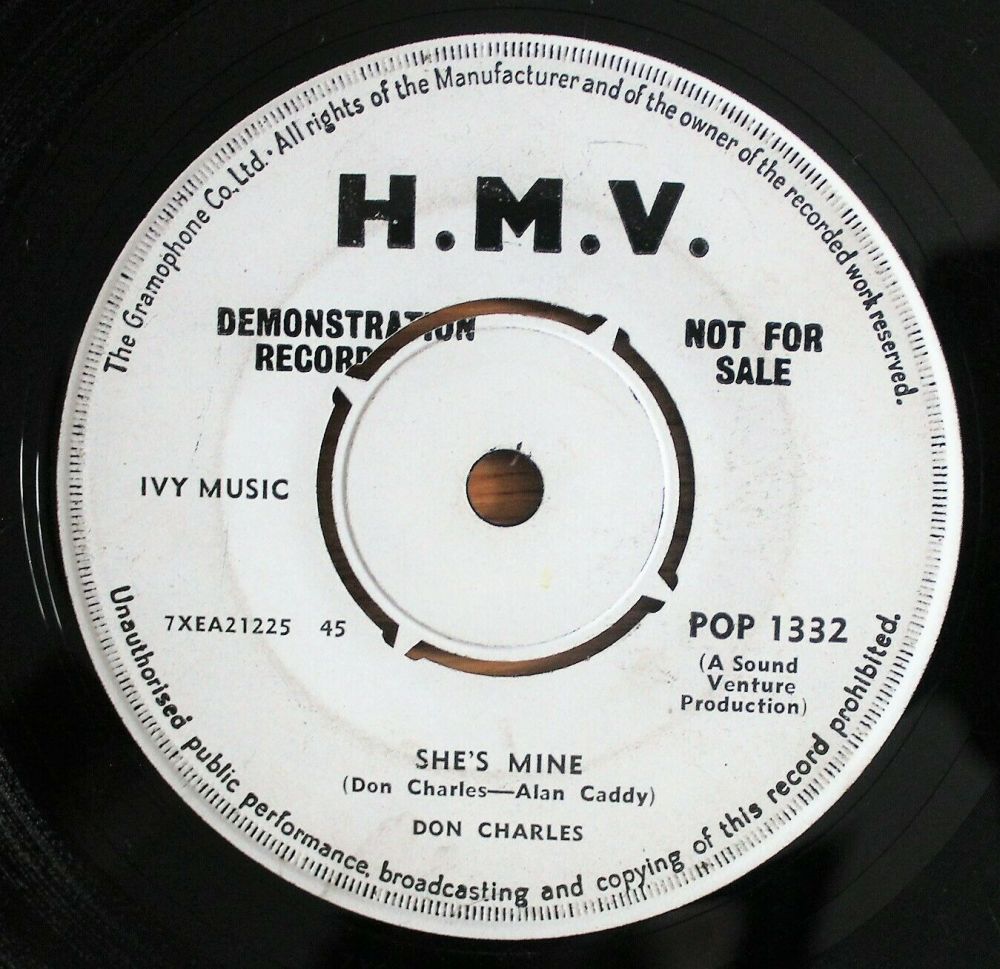 The Gramophone Co. Ltd. · All rights of the Manufacturer and of the owner of the recorded work reserved.
H.M.V.
DEMONSTRATION
RECORD
NOT FOR
SALE
IVY MUSIC
7XEA21225 45
POP 1332
(A Sound
Venture
Production)
SHE'S MINE
(Don Charles—Alan Caddy)
DON CHARLES
Unauthorised public performance, broadcasting and copying of this record prohibited.